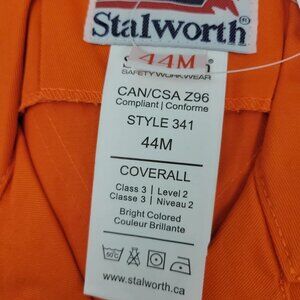 Stalworth®
44M
SAFETY WORKWEAR
CAN/CSA Z96
Compliant | Conforme
STYLE 341
44M
COVERALL
Class 3 | Level 2
Classe 3 | Niveau 2
Bright Colored
Couleur Brillante
60°C
www.stalworth.ca